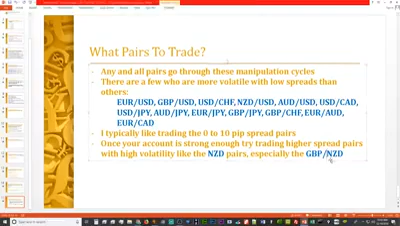 What Pairs To Trade?
Any and all pairs go through these manipulation cycles
There are a few who are more volatile with low spreads than
others:
EUR/USD, GBP/USD, USD/CHF, NZD/USD, AUD/USD, USD/CAD,
USD/JPY, AUD/JPY, EUR/JPY, GBP/JPY, GBP/CHF, EUR/AUD,
EUR/CAD
I typically like trading the 0 to 10 pip spread pairs
Once your account is strong enough try trading higher spread pairs
with high volatility like the NZD pairs, especially the GBP/NZD